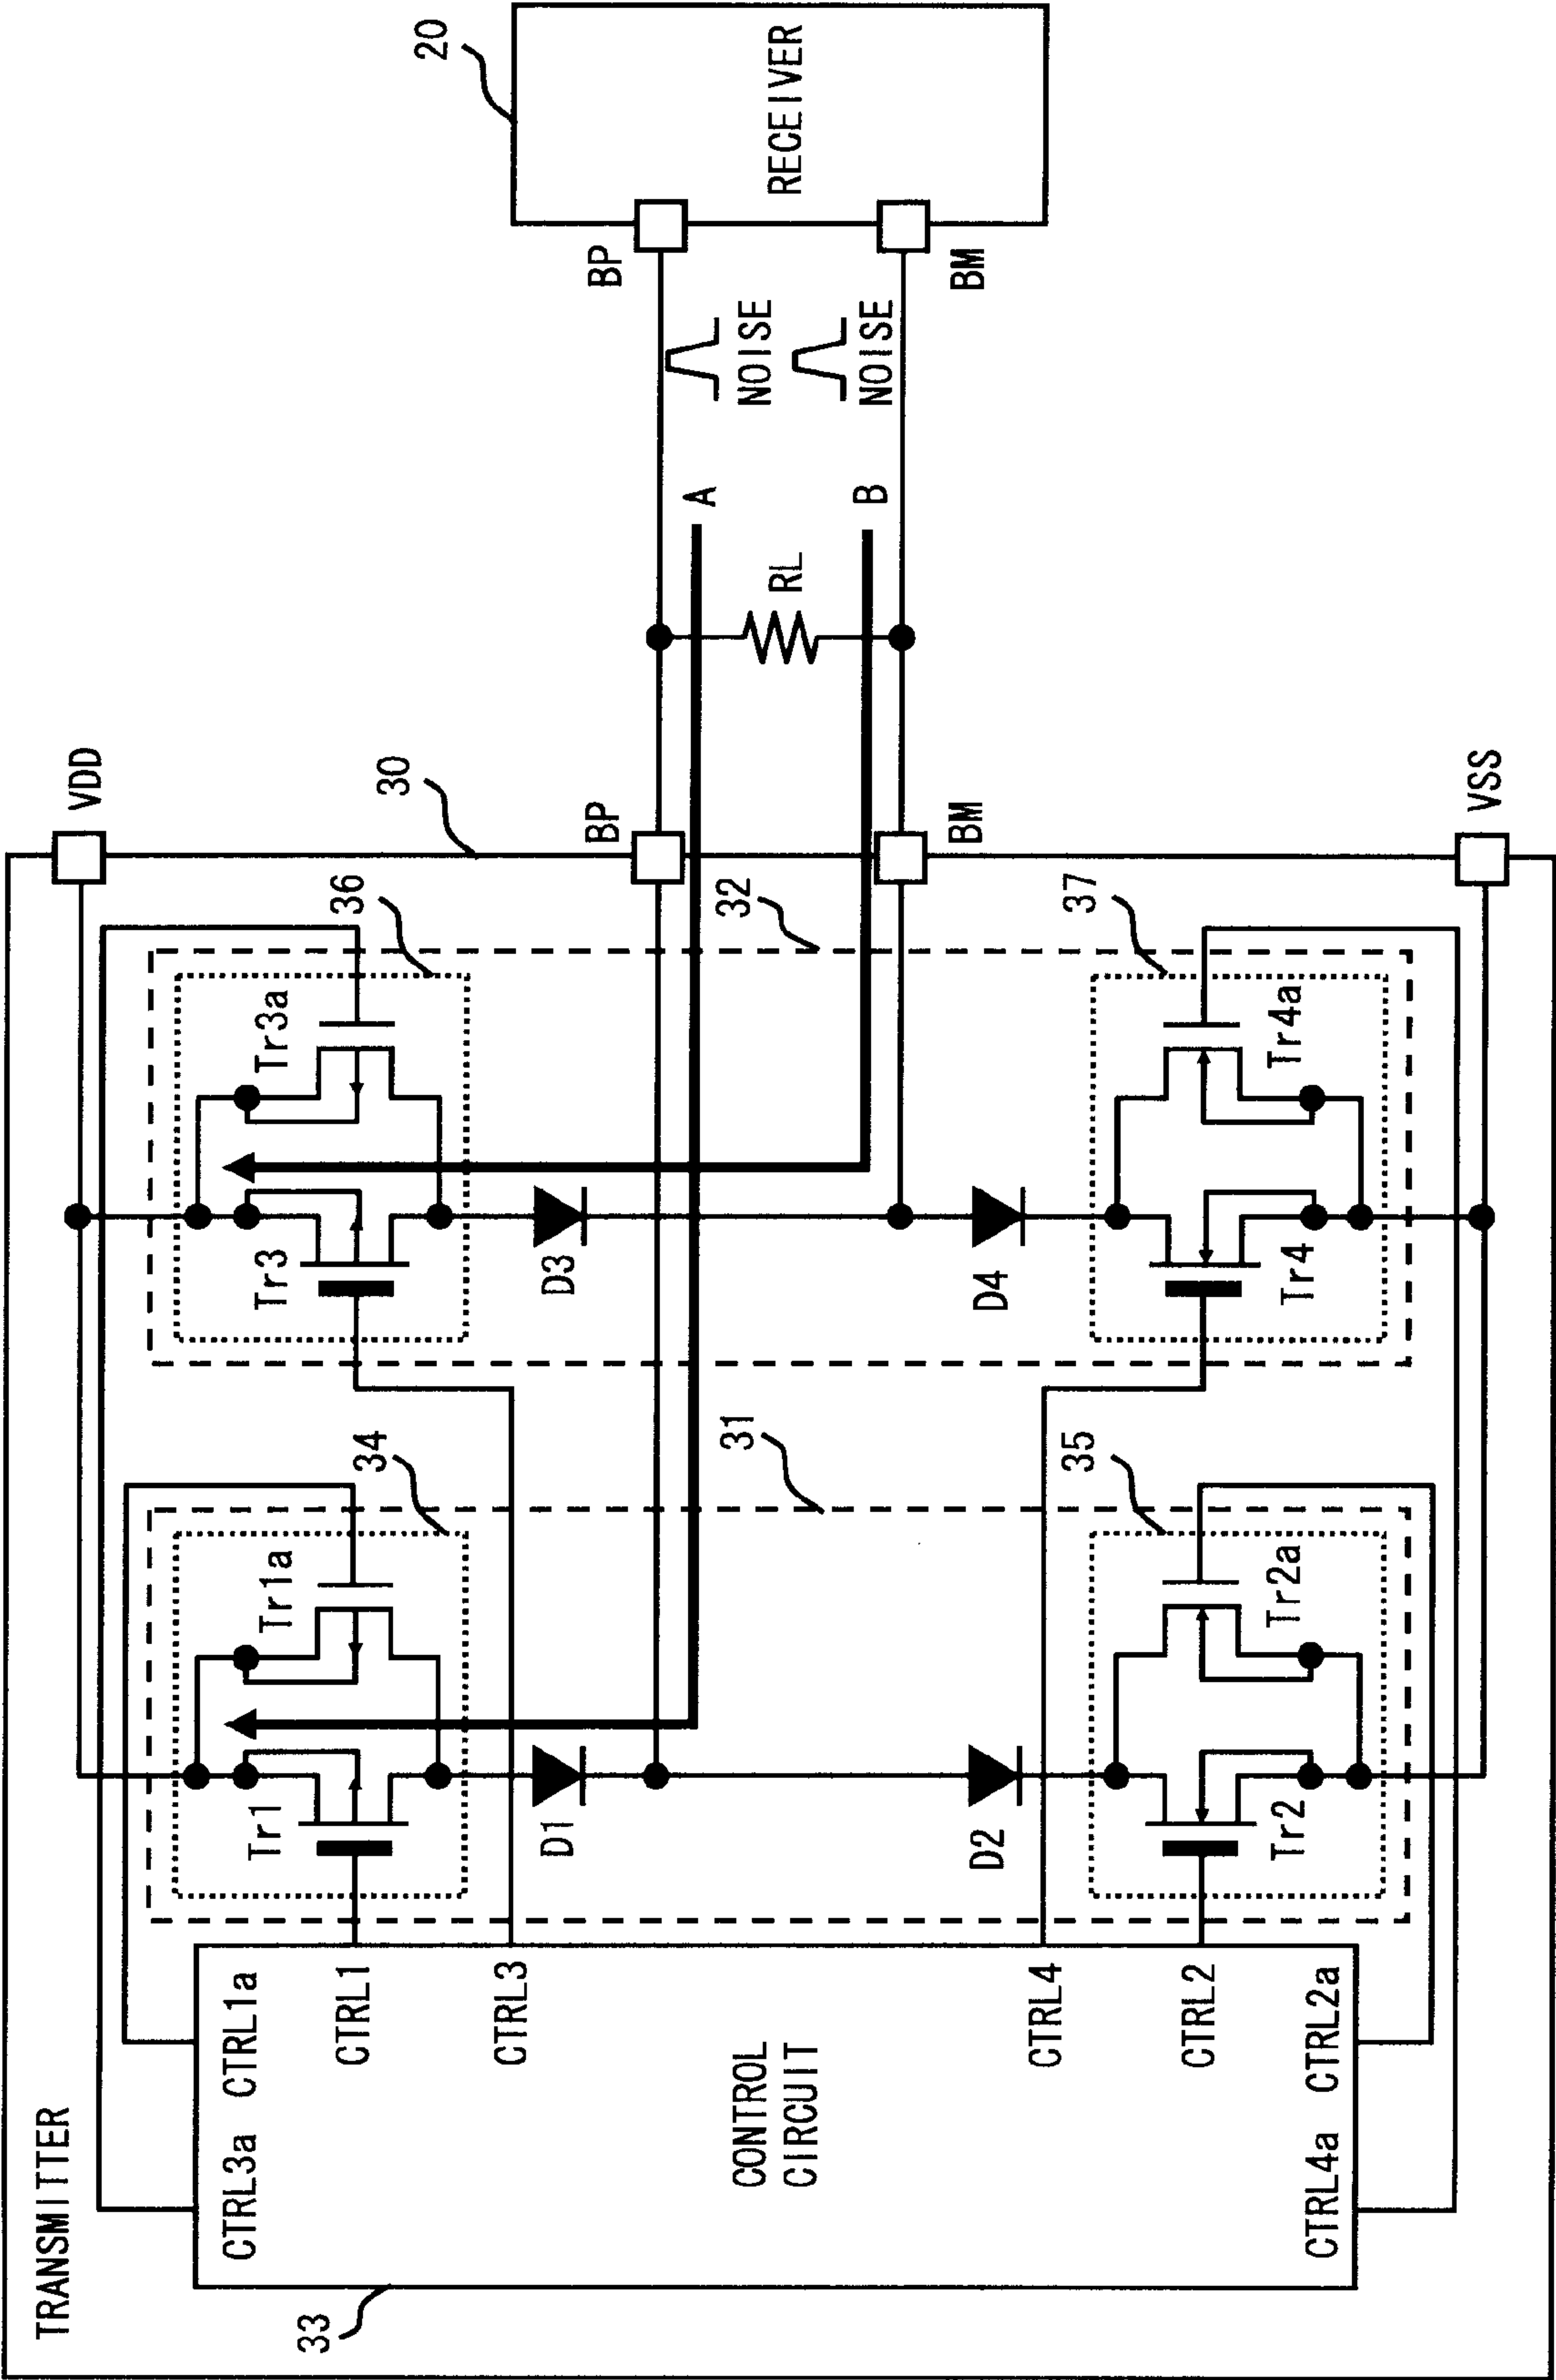 TRANSMITTER
VDD
30
36
34
Tr3a
Tr1a
Tr3
Tr1
CTRL3a
CTRL1a
CTRL1
CTRL3
D1
D3
BP
BP
20
A
NOISE
RL
RECEIVER
33
CONTROL
CIRCUIT
31
32
B
NOISE
BM
BM
CTRL4
CTRL2
CTRL4a
CTRL2a
D2
D4
35
37
Tr2a
Tr4a
Tr2
Tr4
VSS